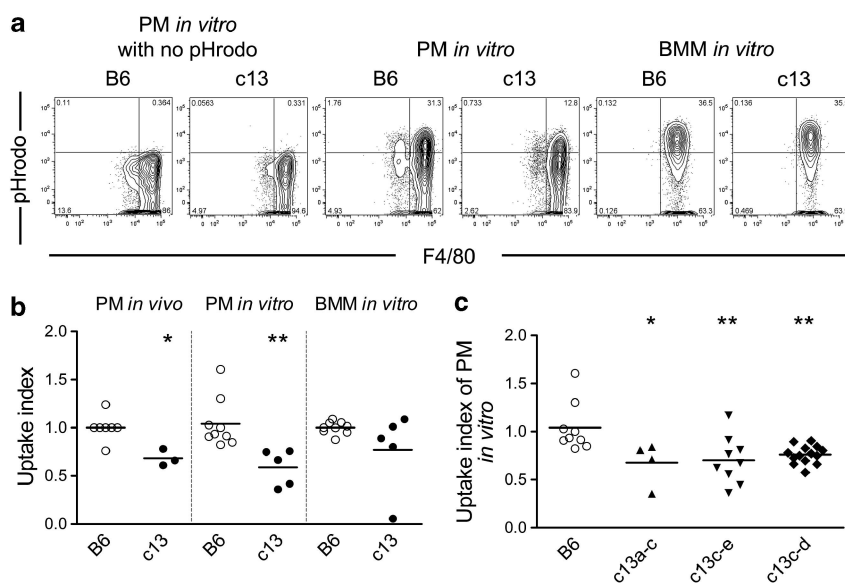 a
PM in vitro with no pHrodo
PM in vitro
BMM in vitro
B6 c13 B6 c13 B6 c13
0.11 0.364 0.0563 0.331 1.76 31.3 0.733 12.8 0.132 36.5 0.136 35.
13.6 86 4.97 94.6 4.93 62 2.62 83.9 0.126 63.3 0.469 63.
pHrodo
F4/80
b
PM in vivo PM in vitro BMM in vitro
* **
Uptake index
2.0
1.5
1.0
0.5
0.0
B6 c13 B6 c13 B6 c13
c
* ** **
Uptake index of PM
in vitro
2.0
1.5
1.0
0.5
0.0
B6 c13a-c c13c-e c13c-d